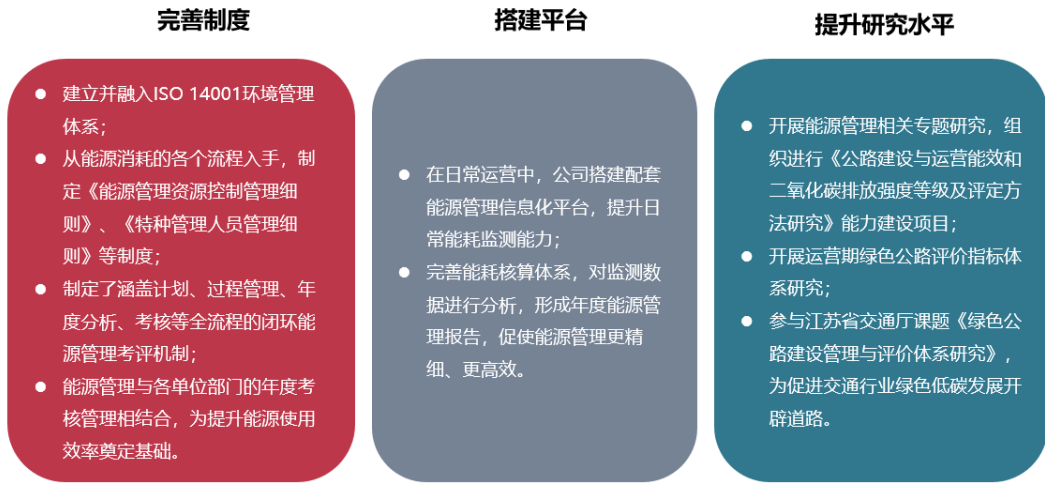 完善制度
建立并融入ISO 14001环境管理
体系；
从能源消耗的各个流程入手，制
定《能源管理资源控制管理细
则》、《特种管理人员管理细
则》等制度；
制定了涵盖计划、过程管理、年
度分析、考核等全流程的闭环能
源管理考评机制；
能源管理与各单位部门的年度考
核管理相结合，为提升能源使用
效率奠定基础。
搭建平台
在日常运营中，公司搭建配套
能源管理信息化平台，提升日
常能耗监测能力；
完善能耗核算体系，对监测数
据进行分析，形成年度能源管
理报告，促使能源管理更精
细、更高效。
提升研究水平
开展能源管理相关专题研究，组
织进行《公路建设与运营能效和
二氧化碳排放强度等级及评定方
法研究》能力建设项目；
开展运营期绿色公路评价指标体
系研究；
参与江苏省交通厅课题《绿色公
路建设管理与评价体系研究》，
为促进交通行业绿色低碳发展开
辟道路。